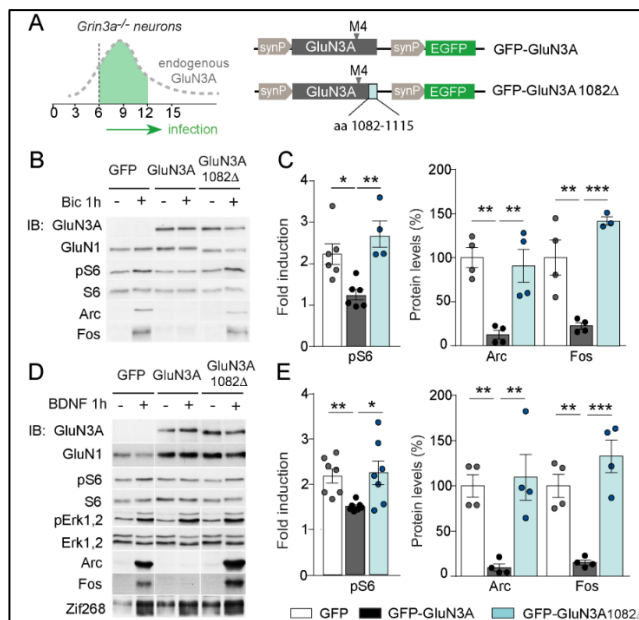 A
Grin3a-/- neurons
endogenous
GluN3A
0 3 6 9 12 15
infection
M4
synP GluN3A synP EGFP GFP-GluN3A
M4
synP GluN3A synP EGFP GFP-GluN3A1082Δ
aa 1082-1115
B
GFP GluN3A GluN3A
1082Δ
- + - + - + Bic 1h
IB: GluN3A
GluN1
pS6
S6
Arc
Fos
C
Fold induction
4
3
2
1
0
* **
pS6
Protein levels (%)
150
100
50
0
** ** ** ***
Arc Fos
D
GFP GluN3A GluN3A
1082Δ
BDNF 1h - + - + - +
IB: GluN3A
GluN1
pS6
S6
pErk1,2
Erk1,2
Arc
Fos
Zif268
E
Fold induction
4
3
2
1
0
** *
pS6
Protein levels (%)
200
150
100
50
0
** ** ** ***
Arc Fos
GFP GFP-GluN3A GFP-GluN3A1082Δ